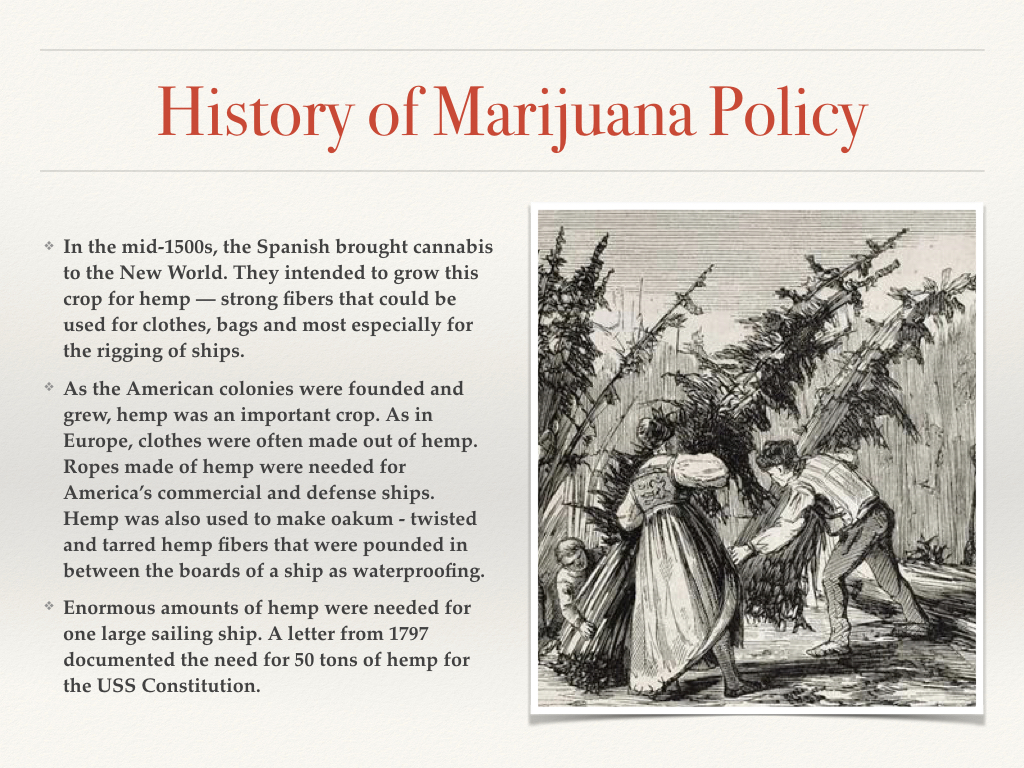 History of Marijuana Policy
❖ In the mid-1500s, the Spanish brought cannabis
to the New World. They intended to grow this
crop for hemp — strong fibers that could be
used for clothes, bags and most especially for
the rigging of ships.
❖ As the American colonies were founded and
grew, hemp was an important crop. As in
Europe, clothes were often made out of hemp.
Ropes made of hemp were needed for
America’s commercial and defense ships.
Hemp was also used to make oakum - twisted
and tarred hemp fibers that were pounded in
between the boards of a ship as waterproofing.
❖ Enormous amounts of hemp were needed for
one large sailing ship. A letter from 1797
documented the need for 50 tons of hemp for
the USS Constitution.